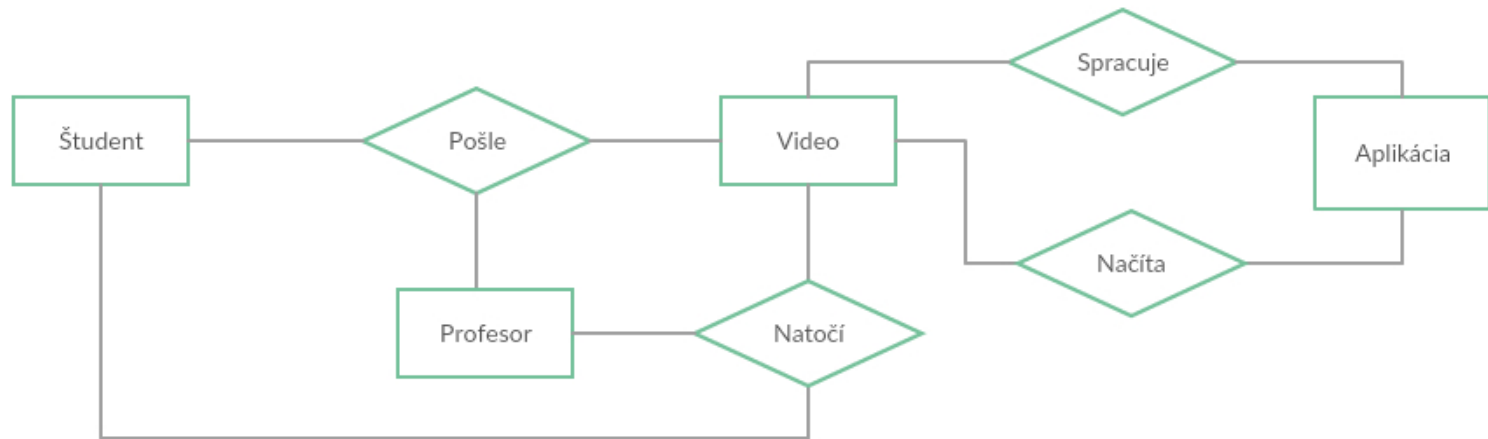 Spracuje
Študent
Pošle
Video
Aplikácia
Načíta
Profesor
Natočí